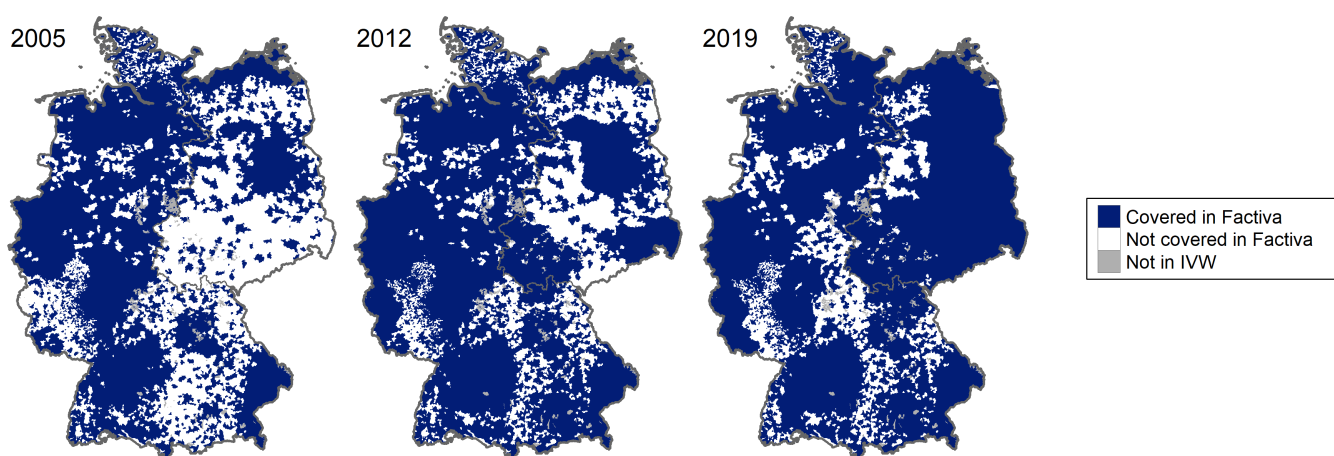 2005
2012
2019
Covered in Factiva
Not covered in Factiva
Not in IVW